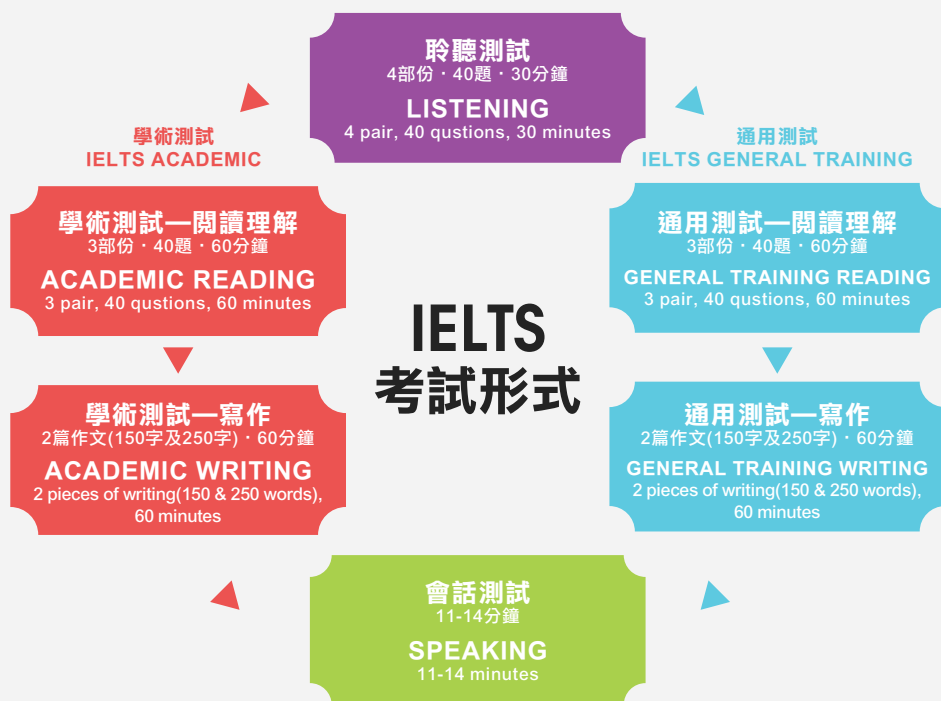 聆聽測試
4部份・40題・30分鐘
LISTENING
4 pair, 40 qustions, 30 minutes
學術測試
IELTS ACADEMIC
通用測試
IELTS GENERAL TRAINING
學術測試—閱讀理解
3部份・40題・60分鐘
ACADEMIC READING
3 pair, 40 qustions, 60 minutes
通用測試—閱讀理解
3部份・40題・60分鐘
GENERAL TRAINING READING
3 pair, 40 qustions, 60 minutes
IELTS
考試形式
學術測試—寫作
2篇作文(150字及250字)・60分鐘
ACADEMIC WRITING
2 pieces of writing(150 & 250 words),
60 minutes
通用測試—寫作
2篇作文(150字及250字)・60分鐘
GENERAL TRAINING WRITING
2 pieces of writing(150 & 250 words),
60 minutes
會話測試
11-14分鐘
SPEAKING
11-14 minutes